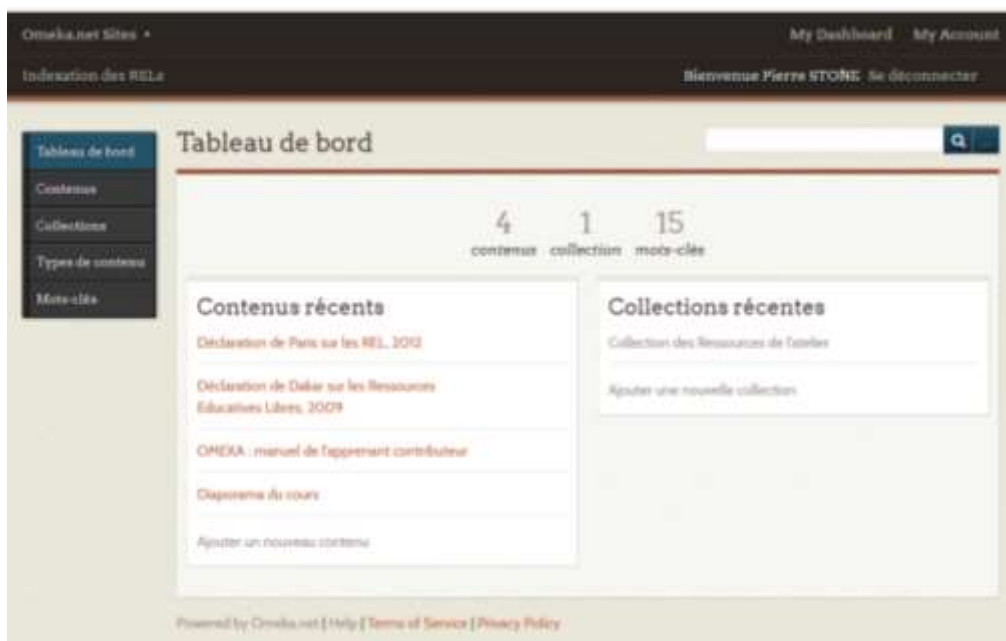 Omeka.net Sites
My Dashboard My Account
Indexation des RELs
Bienvenue Pierre STONE Se déconnecter
Tableau de bord
Contenus
Collections
Types de contenu
Mots-clés
Tableau de bord
4 contenus
1 collection
15 mots-clés
Contenus récents
Déclaration de Paris sur les REL, 2012
Déclaration de Dakar sur les Ressources
Educatives Libres, 2009
OMEKA : manuel de l'apprenant contributeur
Diaporama du cours
Ajouter un nouveau contenu
Collections récentes
Collection des Ressources de l'atelier
Ajouter une nouvelle collection
Powered by Omeka.net | Help | Terms of Service | Privacy Policy